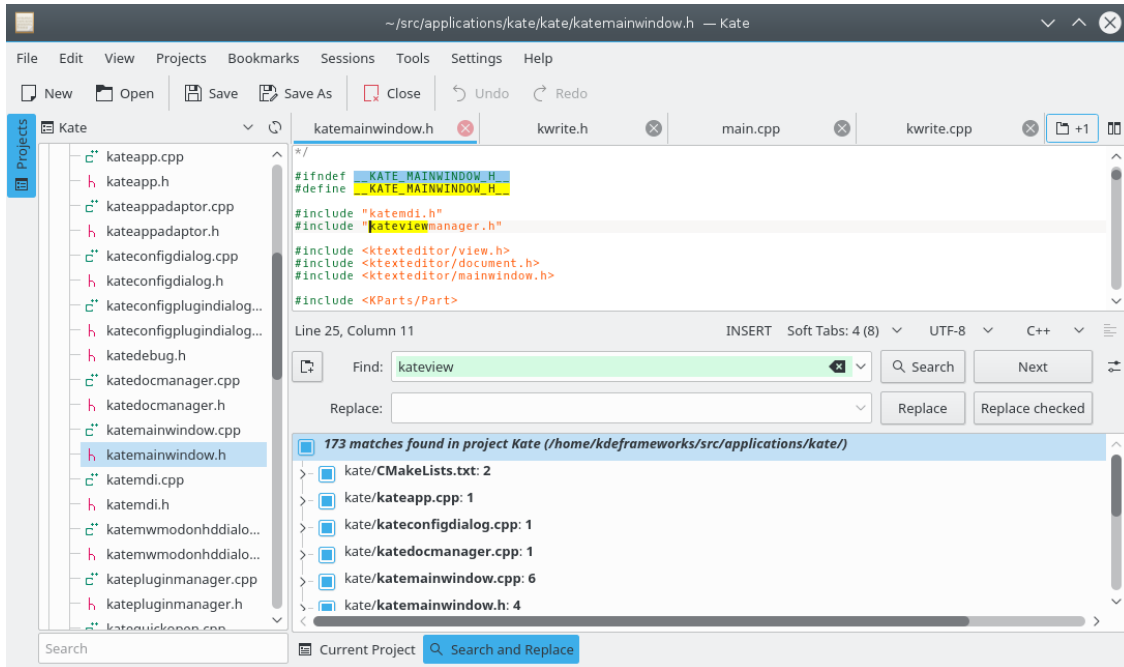 ~/src/applications/kate/kate/katemainwindow.h — Kate
File Edit View Projects Bookmarks Sessions Tools Settings Help
New Open Save Save As Close Undo Redo
Projects
Kate
kateapp.cpp
kateapp.h
kateappadaptor.cpp
kateappadaptor.h
kateconfigdialog.cpp
kateconfigdialog.h
kateconfigplugindialog...
kateconfigplugindialog...
katedebug.h
katedocmanager.cpp
katedocmanager.h
katemainwindow.cpp
katemainwindow.h
katemdi.cpp
katemdi.h
katemwmodonhddialo...
katemwmodonhddialo...
katepluginmanager.cpp
katepluginmanager.h
katequickopen.cpp
Search
katemainwindow.h kwrite.h main.cpp kwrite.cpp +1
*/
#ifndef __KATE_MAINWINDOW_H__
#define __KATE_MAINWINDOW_H__
#include "katemdi.h"
#include "kateviewmanager.h"
#include <ktexteditor/view.h>
#include <ktexteditor/document.h>
#include <ktexteditor/mainwindow.h>
#include <KParts/Part>
Line 25, Column 11 INSERT Soft Tabs: 4 (8) UTF-8 C++
Find: kateview Search Next
Replace: Replace Replace checked
173 matches found in project Kate (/home/kdeframeworks/src/applications/kate/)
kate/CMakeLists.txt: 2
kate/kateapp.cpp: 1
kate/kateconfigdialog.cpp: 1
kate/katedocmanager.cpp: 1
kate/katemainwindow.cpp: 6
kate/katemainwindow.h: 4
Current Project Search and Replace